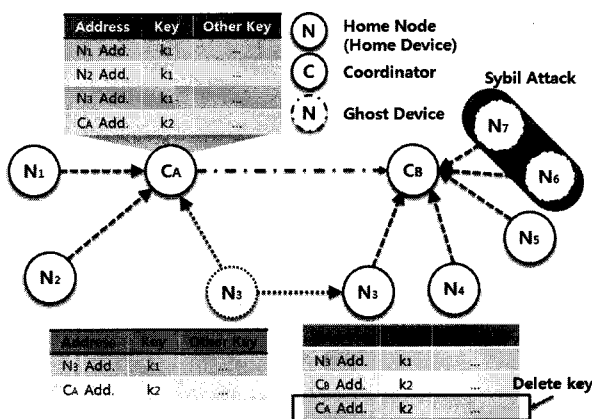 Address Key Other Key
N1 Add. k1 ...
N2 Add. k1 ...
N3 Add. k1 ...
CA Add. k2 ...
N Home Node
(Home Device)
C Coordinator
N Ghost Device
Sybil Attack
N7
N6
N1
CA
CB
N5
N2
N3
N3
N4
Address Key Other Key
N3 Add. k1 ...
CA Add. k2 ...
N3 Add. k1 ...
CB Add. k2 ...
CA Add. k2 ...
Delete key